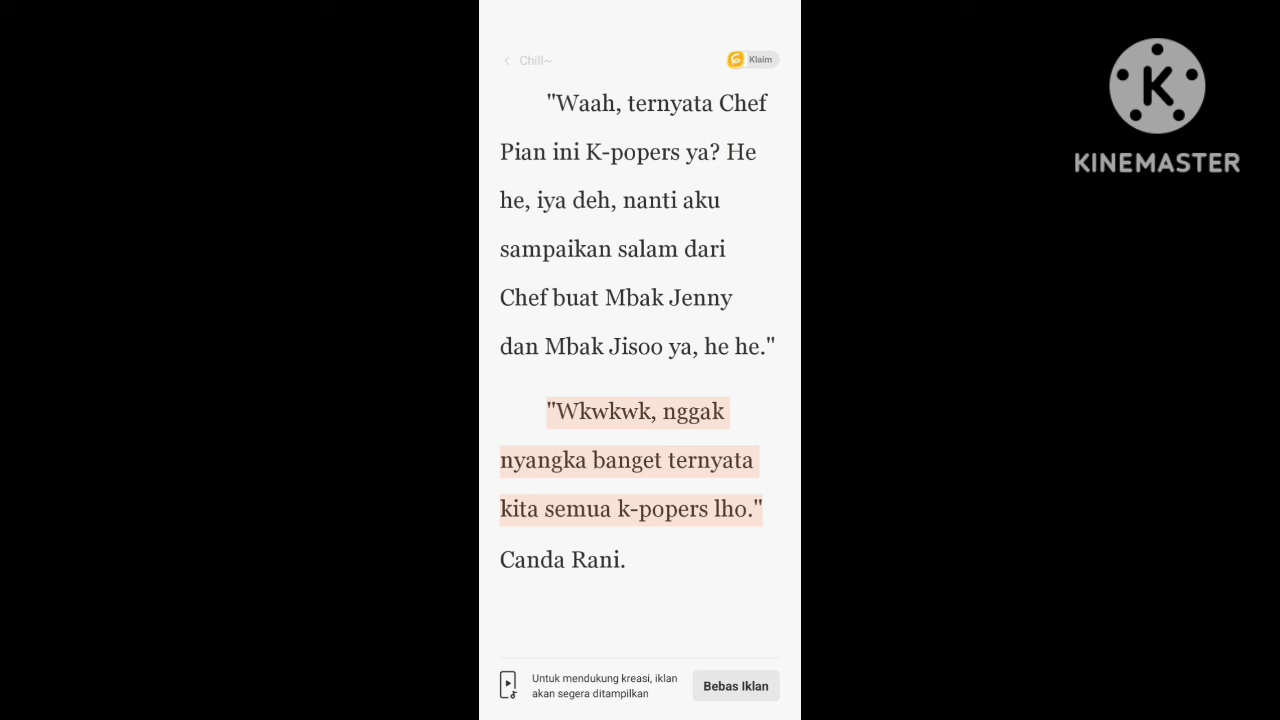 Chill~
Klaim
"Waah, ternyata Chef
Pian ini K-popers ya? He
he, iya deh, nanti aku
sampaikan salam dari
Chef buat Mbak Jenny
dan Mbak Jisoo ya, he he."
"Wkwkwk, nggak
nyangka banget ternyata
kita semua k-popers lho."
Canda Rani.
Untuk mendukung kreasi, iklan
akan segera ditampilkan
Bebas Iklan
K
KINEMASTER